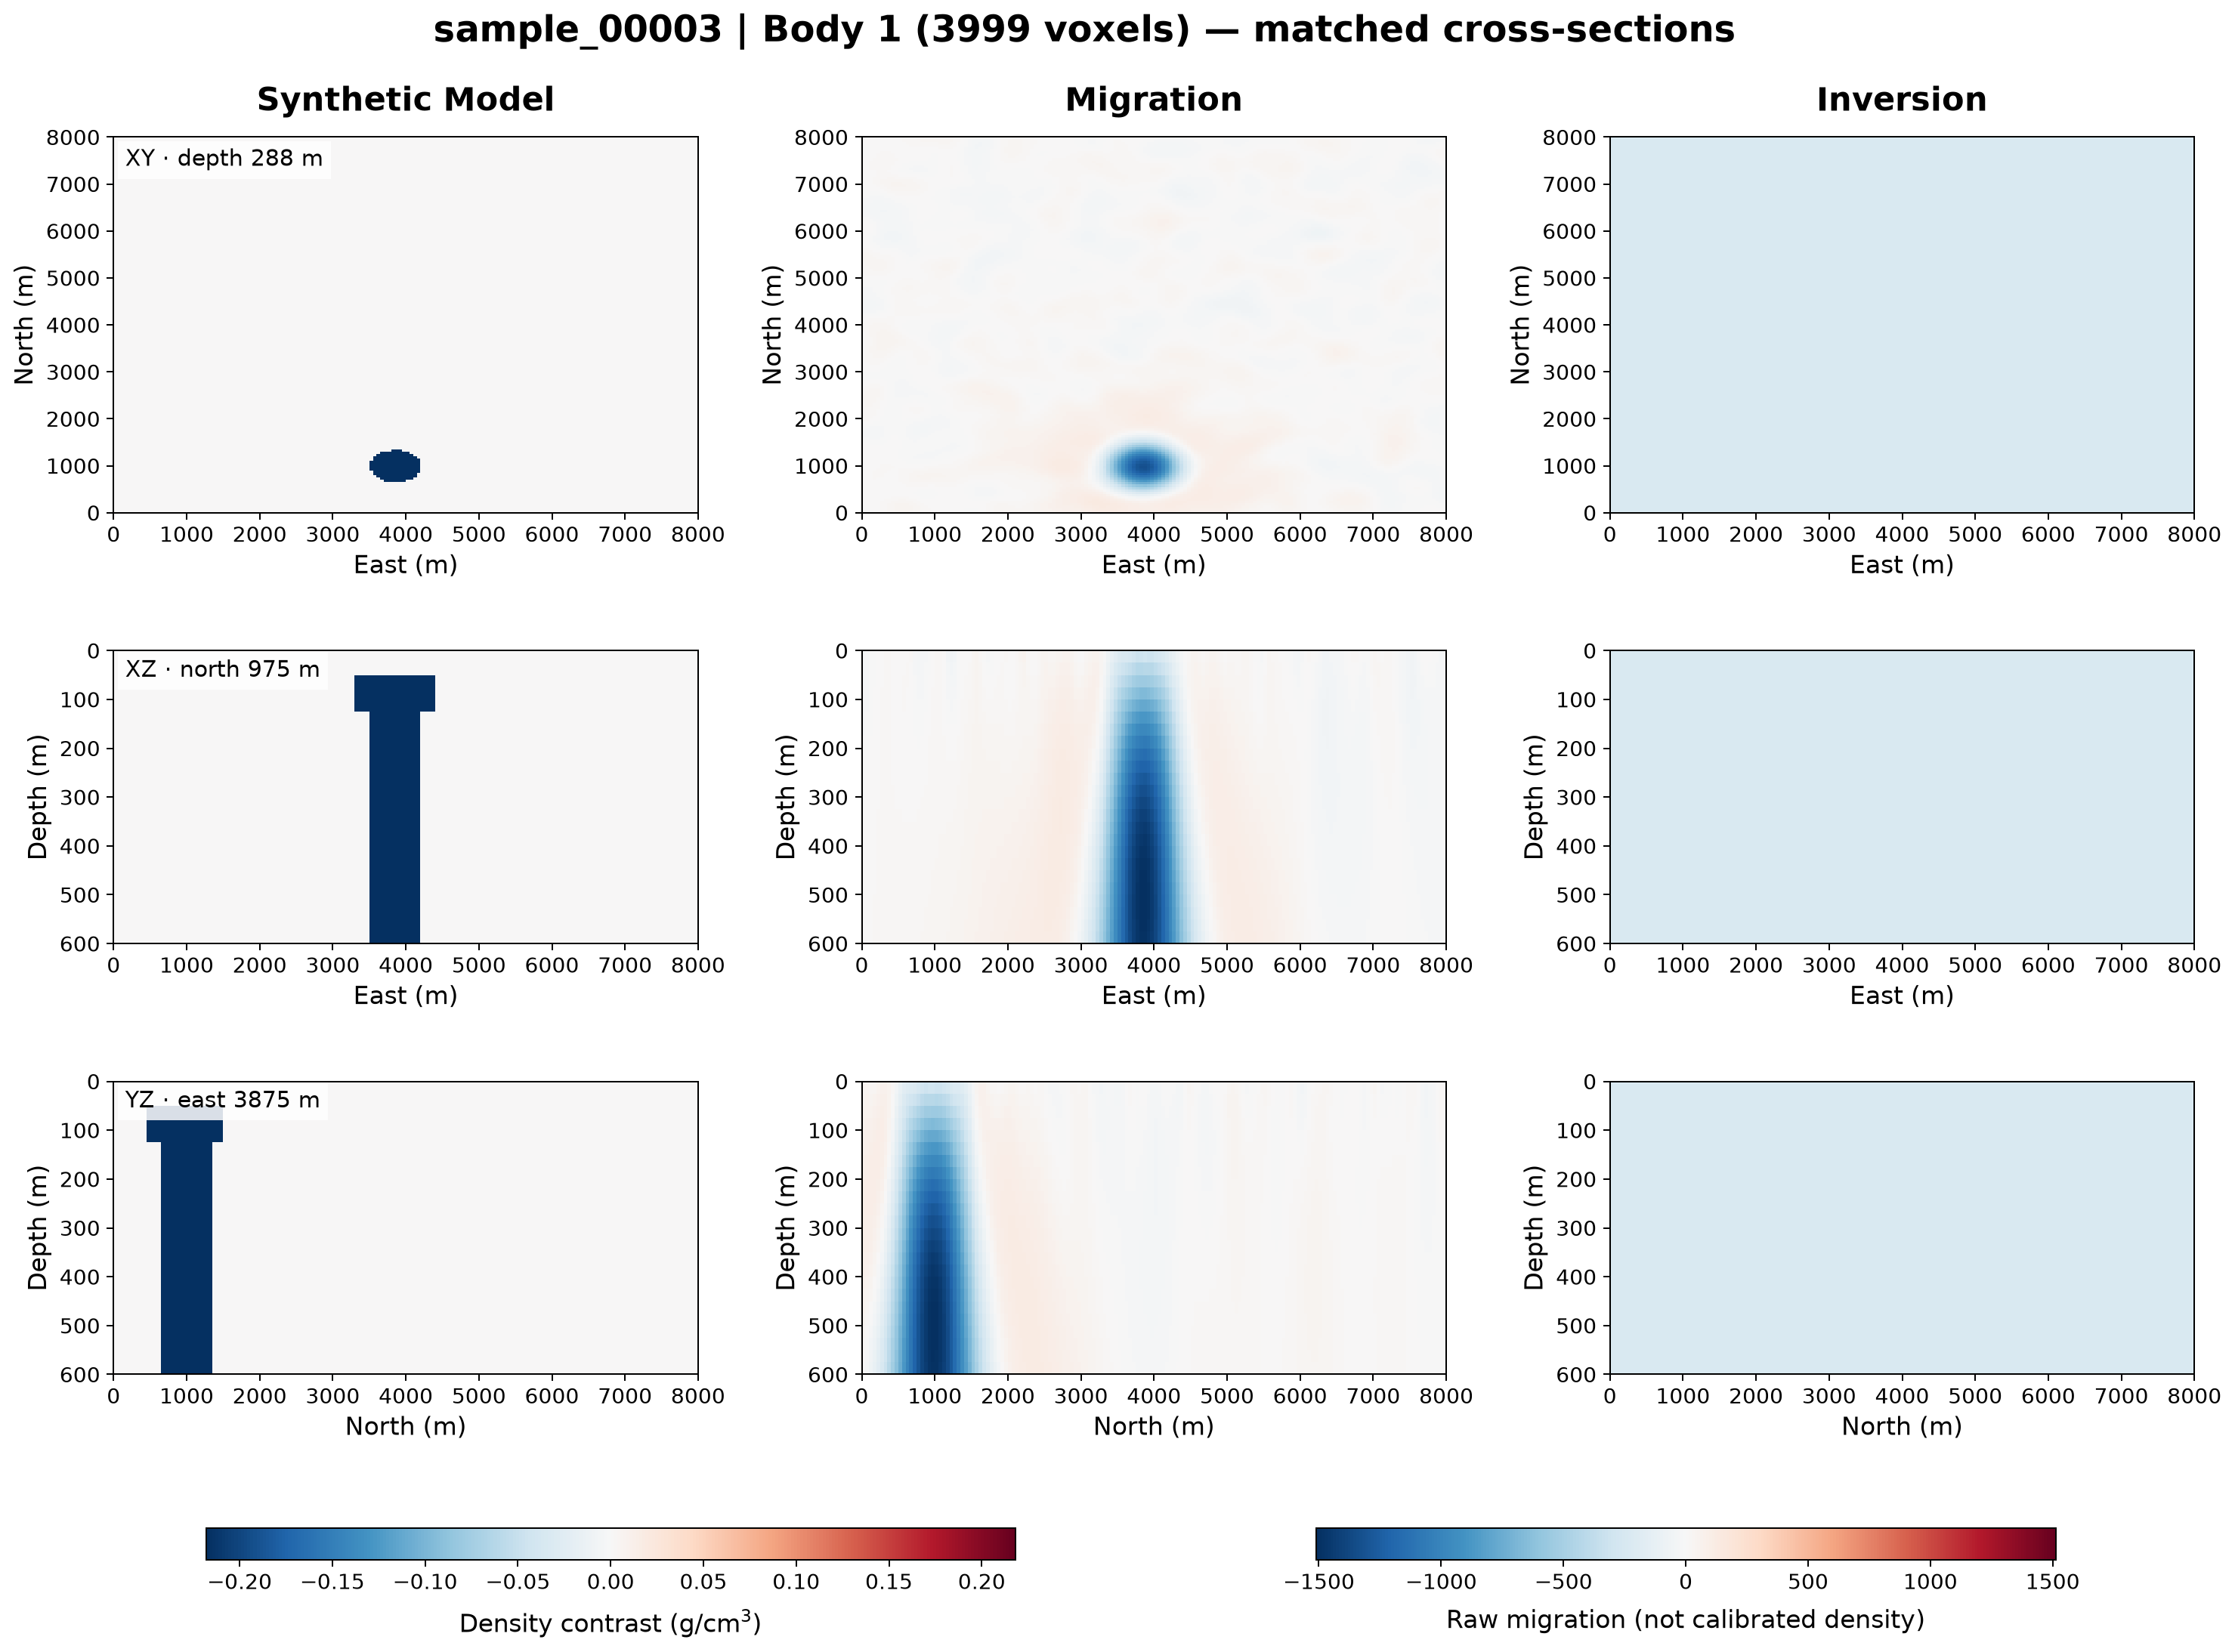 sample_00003 | Body 1 (3999 voxels) — matched cross-sections
Synthetic Model
Migration
Inversion
8000
7000
6000
5000
4000
3000
2000
1000
0
North (m)
XY · depth 288 m
0 1000 2000 3000 4000 5000 6000 7000 8000
East (m)
8000
7000
6000
5000
4000
3000
2000
1000
0
North (m)
0 1000 2000 3000 4000 5000 6000 7000 8000
East (m)
8000
7000
6000
5000
4000
3000
2000
1000
0
North (m)
0 1000 2000 3000 4000 5000 6000 7000 8000
East (m)
0
100
200
300
400
500
600
Depth (m)
XZ · north 975 m
0 1000 2000 3000 4000 5000 6000 7000 8000
East (m)
0
100
200
300
400
500
600
Depth (m)
0 1000 2000 3000 4000 5000 6000 7000 8000
East (m)
0
100
200
300
400
500
600
Depth (m)
0 1000 2000 3000 4000 5000 6000 7000 8000
East (m)
0
100
200
300
400
500
600
Depth (m)
YZ · east 3875 m
0 1000 2000 3000 4000 5000 6000 7000 8000
North (m)
0
100
200
300
400
500
600
Depth (m)
0 1000 2000 3000 4000 5000 6000 7000 8000
North (m)
0
100
200
300
400
500
600
Depth (m)
0 1000 2000 3000 4000 5000 6000 7000 8000
North (m)
−0.20 −0.15 −0.10 −0.05 0.00 0.05 0.10 0.15 0.20
Density contrast (g/cm³)
−1500 −1000 −500 0 500 1000 1500
Raw migration (not calibrated density)